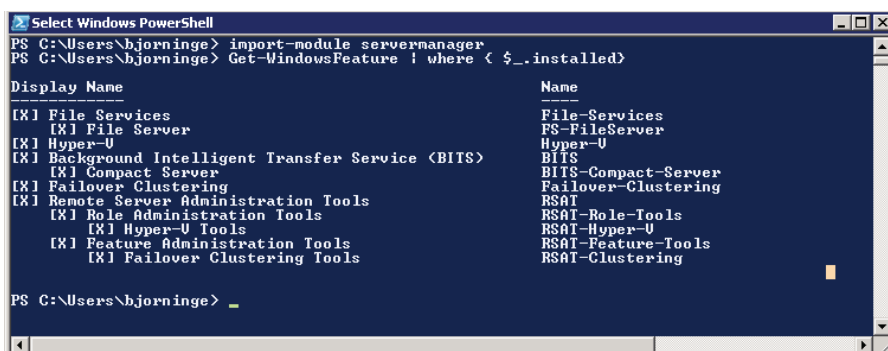 Select Windows PowerShell
PS C:\Users\bjorninge> import-module servermanager
PS C:\Users\bjorninge> Get-WindowsFeature | where { $_.installed}
Display Name Name
------------ ----
[X] File Services File-Services
[X] File Server FS-FileServer
[X] Hyper-V Hyper-V
[X] Background Intelligent Transfer Service (BITS) BITS
[X] Compact Server BITS-Compact-Server
[X] Failover Clustering Failover-Clustering
[X] Remote Server Administration Tools RSAT
[X] Role Administration Tools RSAT-Role-Tools
[X] Hyper-V Tools RSAT-Hyper-V
[X] Feature Administration Tools RSAT-Feature-Tools
[X] Failover Clustering Tools RSAT-Clustering
PS C:\Users\bjorninge> _